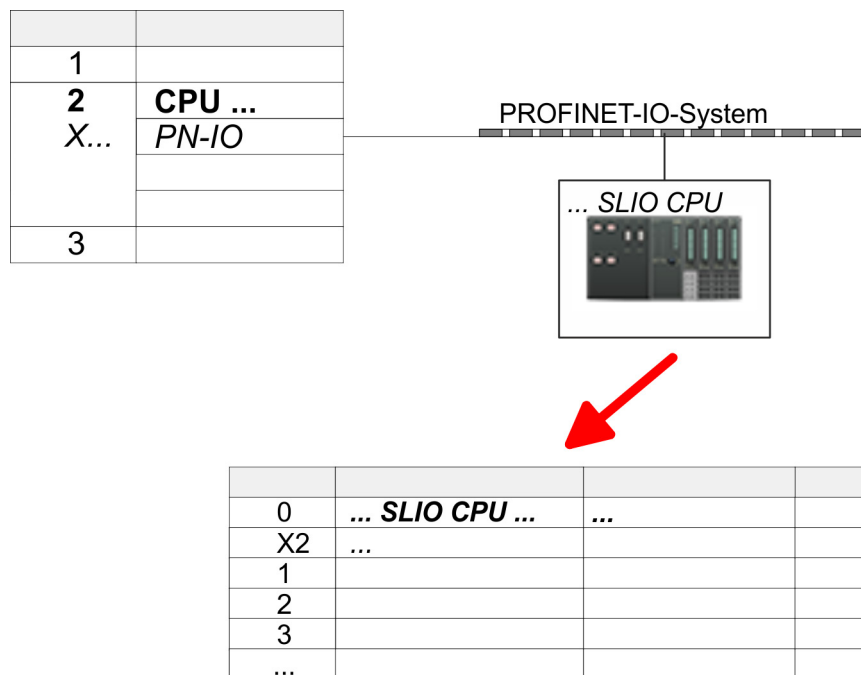 1
2 CPU ...
X... PN-IO
3
PROFINET-IO-System
... SLIO CPU
0 ... SLIO CPU ... ...
X2 ...
1
2
3
...